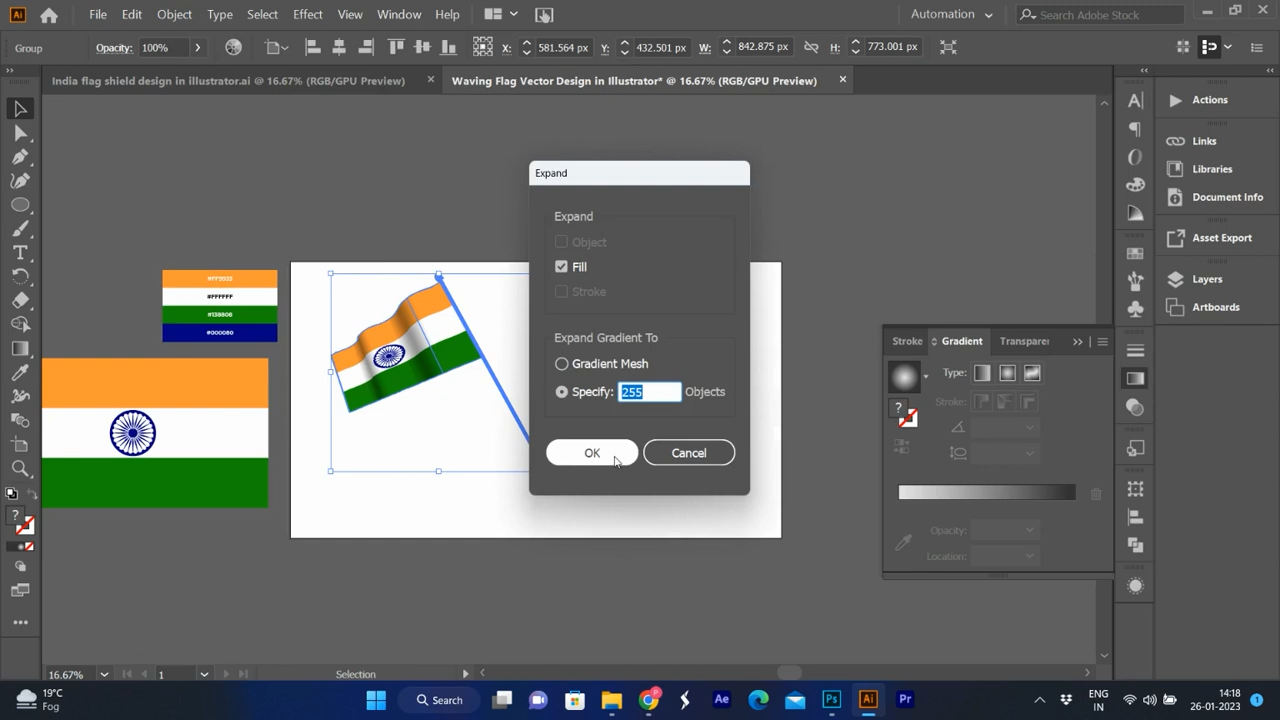 Ai File Edit Object Type Select Effect View Window Help Automation Search Adobe Stock
Group Opacity: 100% X: 581.564 px Y: 432.501 px W: 842.875 px H: 773.001 px
India flag shield design in illustrator.ai @ 16.67% (RGB/GPU Preview) Waving Flag Vector Design in Illustrator* @ 16.67% (RGB/GPU Preview)
Actions
Links
Libraries
Document Info
Asset Export
Layers
Artboards
Expand
Expand
Object
Fill
Stroke
Expand Gradient To
Gradient Mesh
Specify: 255 Objects
OK Cancel
#FFFFFF
#138808
#000080
Stroke Gradient Transpare
Type:
Stroke:
Opacity:
Location:
16.67% 1 Selection
19°C
Fog
Search
Ae Ps Ai Pr
ENG
IN
14:18
26-01-2023
1